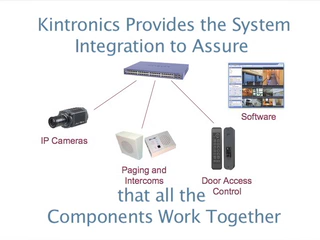 Kintronics Provides the System
Integration to Assure
Software
IP Cameras
Paging and
Intercoms
Door Access
Control
that all the
Components Work Together